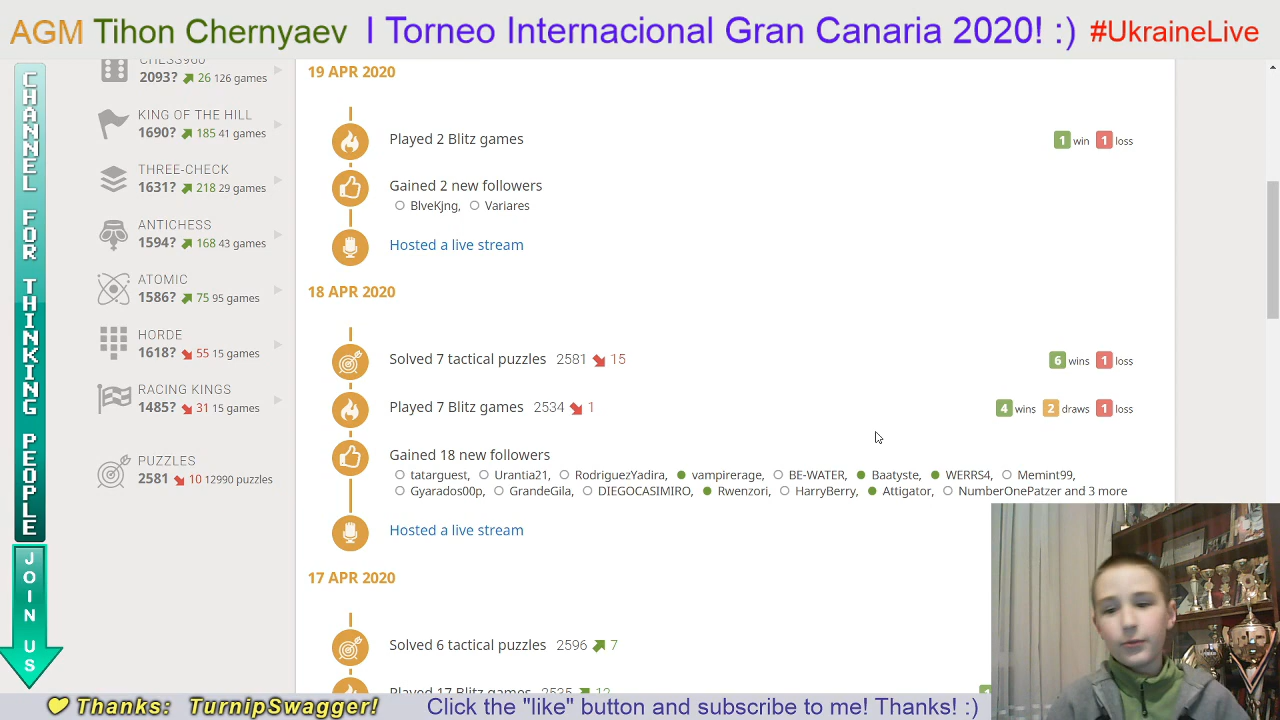 AGM Tihon Chernyaev I Torneo Internacional Gran Canaria 2020! :) #UkraineLive
CHANNEL FOR THINKING PEOPLE
JOIN US
CHESS960
2093? 26 126 games
KING OF THE HILL
1690? 185 41 games
THREE-CHECK
1631? 218 29 games
ANTICHESS
1594? 168 43 games
ATOMIC
1586? 75 95 games
HORDE
1618? 55 15 games
RACING KINGS
1485? 31 15 games
PUZZLES
2581 10 12990 puzzles
19 APR 2020
Played 2 Blitz games 1 win 1 loss
Gained 2 new followers
BlveKjng, Variares
Hosted a live stream
18 APR 2020
Solved 7 tactical puzzles 2581 15 6 wins 1 loss
Played 7 Blitz games 2534 1 4 wins 2 draws 1 loss
Gained 18 new followers
tatarguest, Urantia21, RodriguezYadira, vampirerage, BE-WATER, Baatyste, WERRS4, Memint99,
Gyarados00p, GrandeGila, DIEGOCASIMIRO, Rwenzori, HarryBerry, Attigator, NumberOnePatzer and 3 more
Hosted a live stream
17 APR 2020
Solved 6 tactical puzzles 2596 7
Played 17 Blitz games 2535 12
Thanks: TurnipSwagger! Click the "like" button and subscribe to me! Thanks! :)